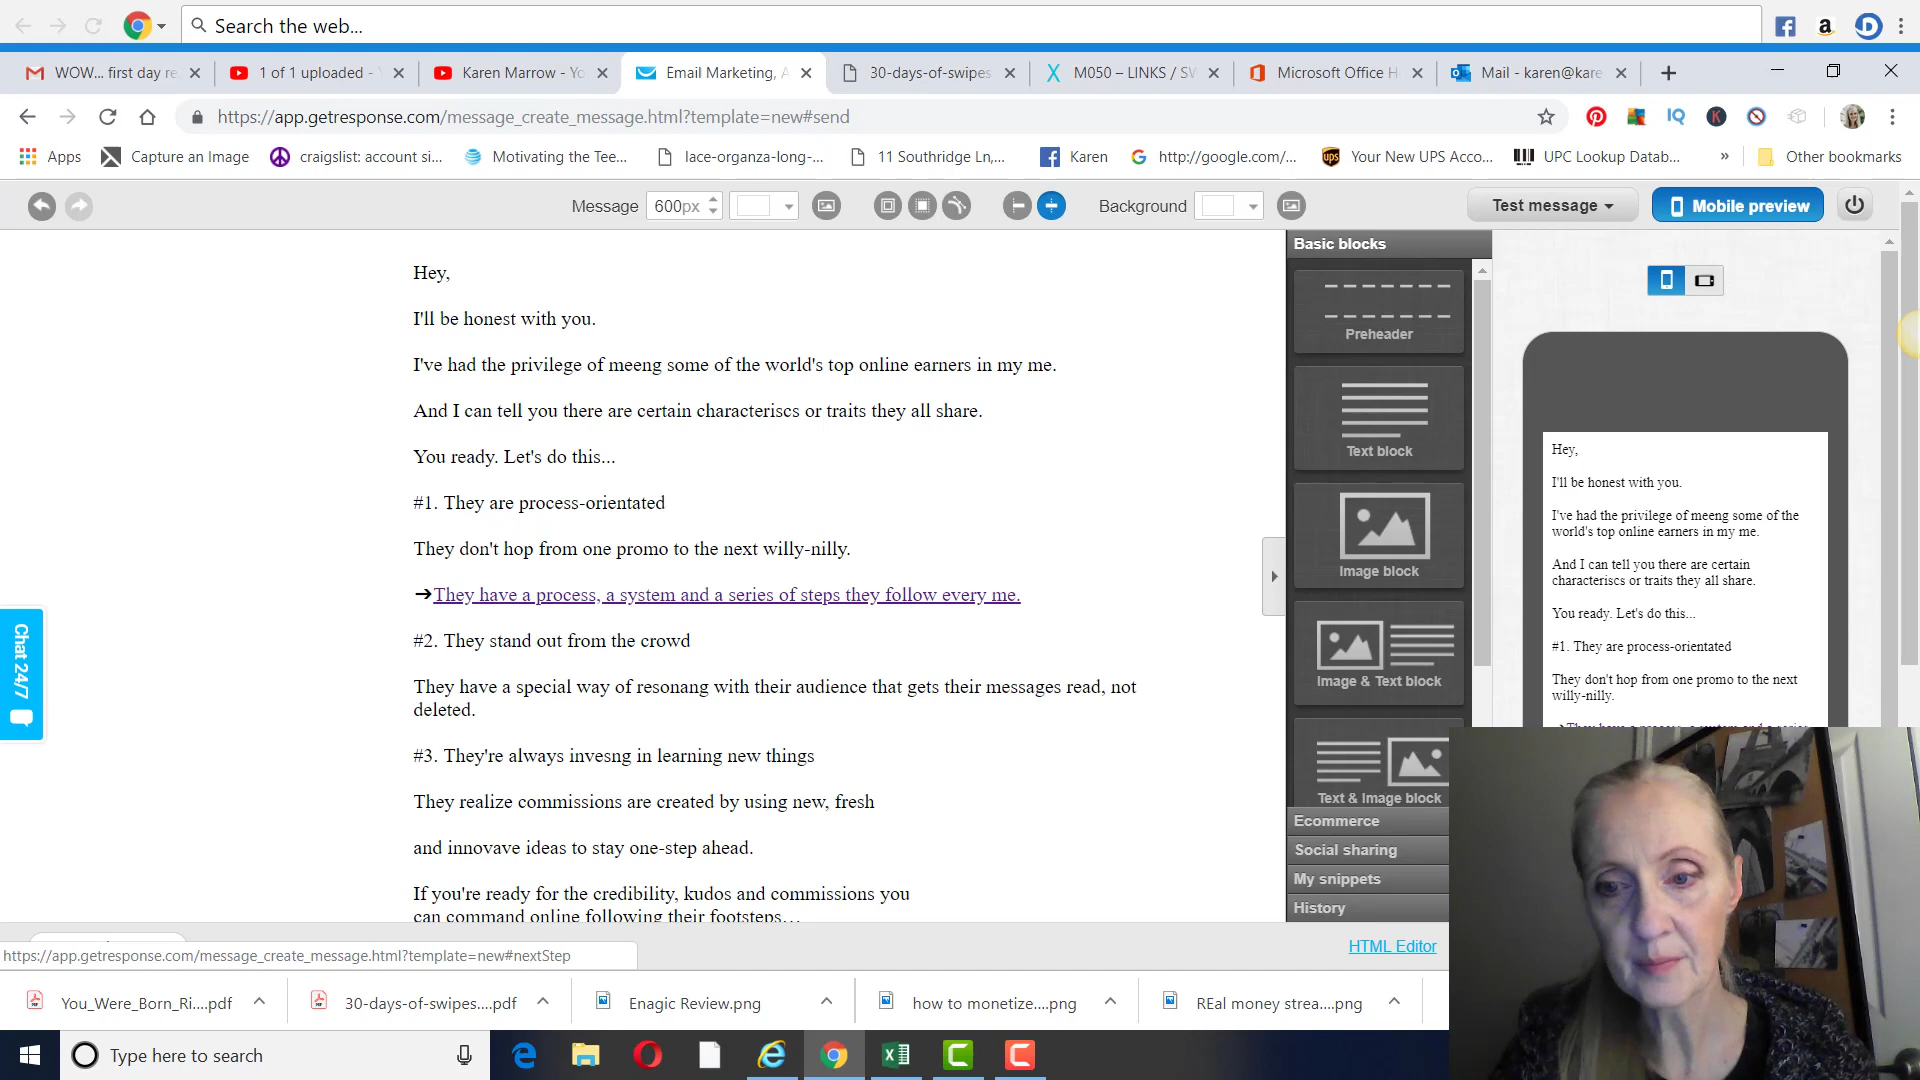 Search the web...
WOW... first day re
1 of 1 uploaded - Y
Karen Marrow - Yo
Email Marketing, A
30-days-of-swipes
M050 – LINKS / SW
Microsoft Office H
Mail - karen@kare
https://app.getresponse.com/message_create_message.html?template=new#send
Apps
Capture an Image
craigslist: account si...
Motivating the Tee...
lace-organza-long-...
11 Southridge Ln,...
Karen
http://google.com/...
Your New UPS Acco...
UPC Lookup Datab...
»
Other bookmarks
Message
600px
Background
Test message
Mobile preview
Hey,
I'll be honest with you.
I've had the privilege of meeng some of the world's top online earners in my me.
And I can tell you there are certain characteriscs or traits they all share.
You ready. Let's do this...
#1. They are process-orientated
They don't hop from one promo to the next willy-nilly.
➔They have a process, a system and a series of steps they follow every me.
#2. They stand out from the crowd
They have a special way of resonang with their audience that gets their messages read, not
deleted.
#3. They're always invesng in learning new things
They realize commissions are created by using new, fresh
and innovave ideas to stay one-step ahead.
If you're ready for the credibility, kudos and commissions you
can command online following their footsteps…
Chat 24/7
Basic blocks
Preheader
Text block
Image block
Image & Text block
Text & Image block
Ecommerce
Social sharing
My snippets
History
Hey,
I'll be honest with you.
I've had the privilege of meeng some of the
world's top online earners in my me.
And I can tell you there are certain
characteriscs or traits they all share.
You ready. Let's do this...
#1. They are process-orientated
They don't hop from one promo to the next
willy-nilly.
HTML Editor
https://app.getresponse.com/message_create_message.html?template=new#nextStep
You_Were_Born_Ri....pdf
30-days-of-swipes....pdf
Enagic Review.png
how to monetize....png
REal money strea....png
Type here to search